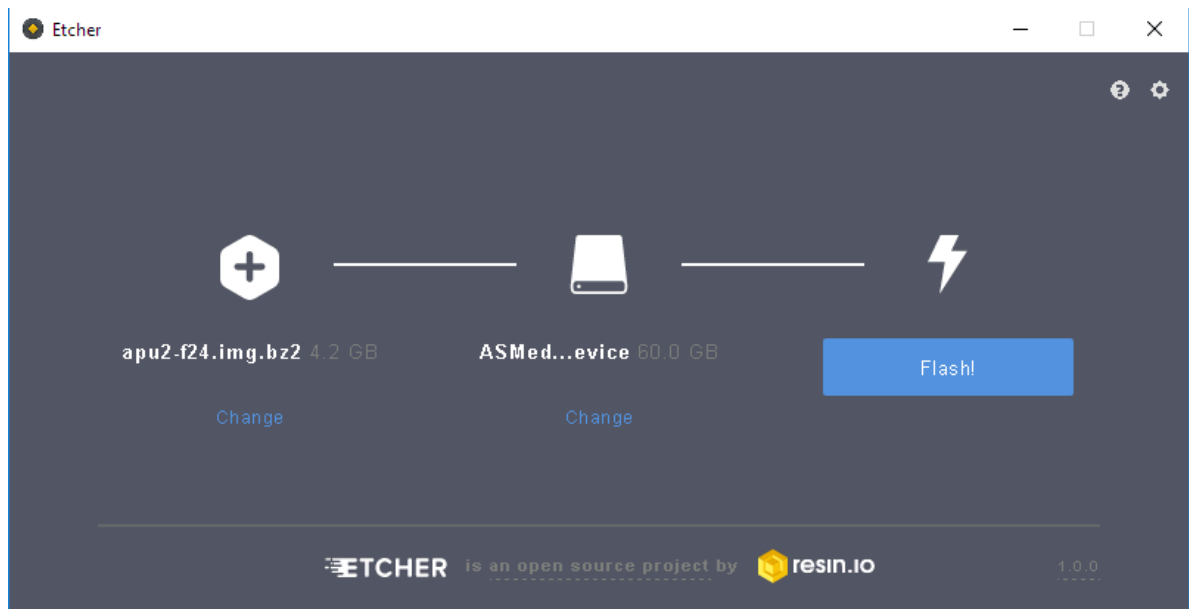 Etcher
apu2-f24.img.bz2 4.2 GB
ASMed...evice 60.0 GB
Flash!
Change
Change
ETCHER is an open source project by resin.io
1.0.0